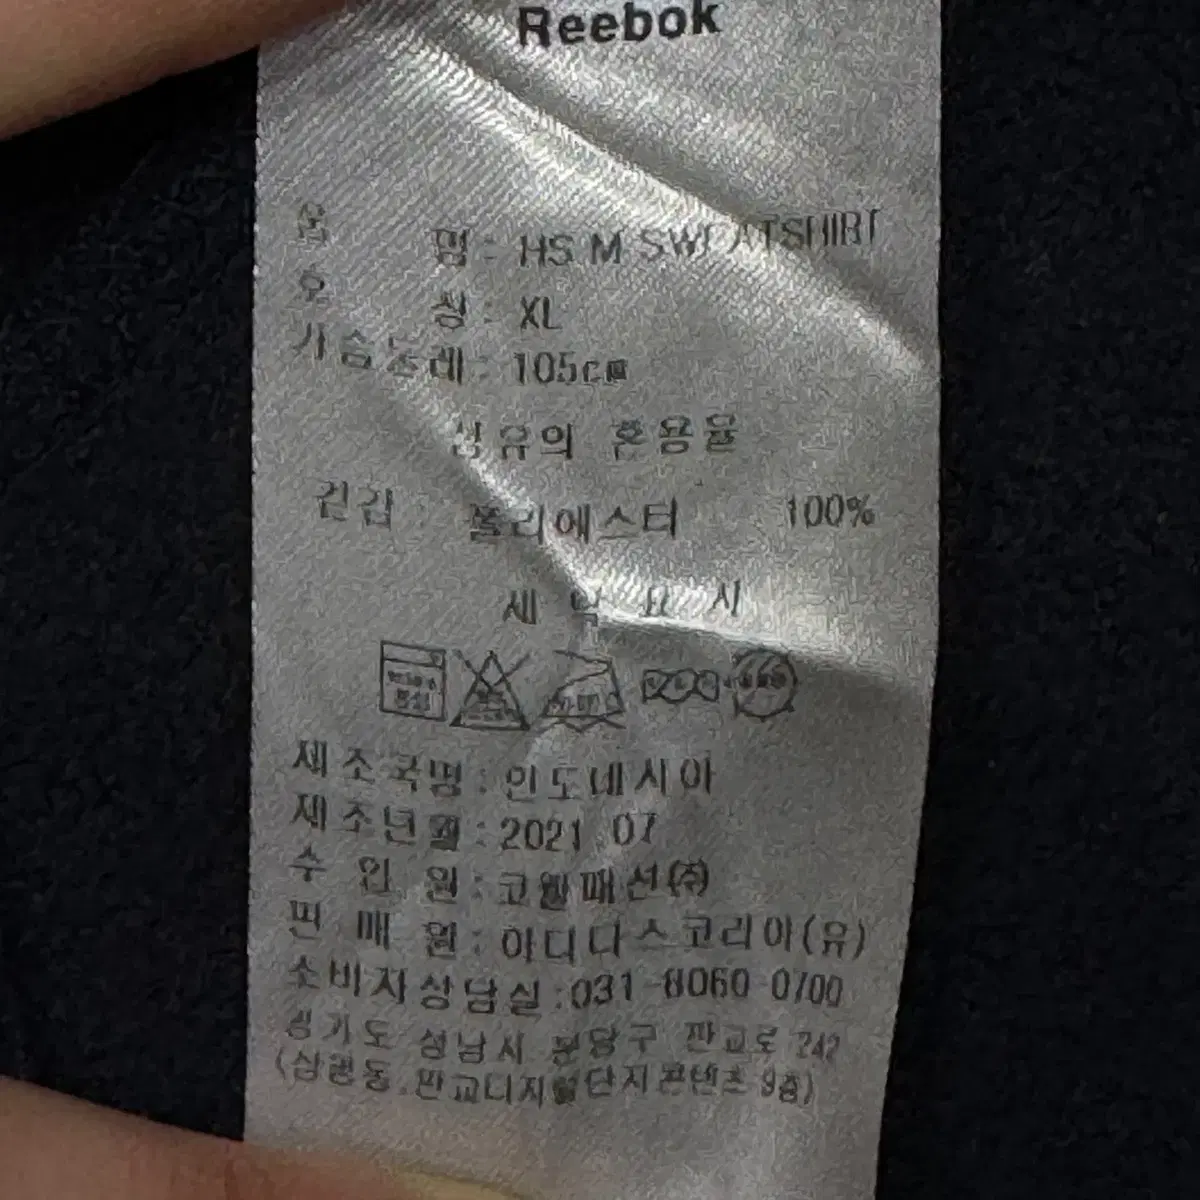 Reebok
품 명 : HS M SWEATSHIRT
호 칭 : XL
가슴둘레 : 105cm
섬유의 혼용율
겉감 폴리에스터 100%
세 탁 표 시
제조국명 : 인도네시아
제조년월 : 2021 07
수 입 원 : 코웰패션(주)
판 매 원 : 아디다스코리아(유)
소비자상담실 : 031-8060-0700
경기도 성남시 분당구 판교로 242
(삼평동 판교디지털단지콘텐츠 9층)